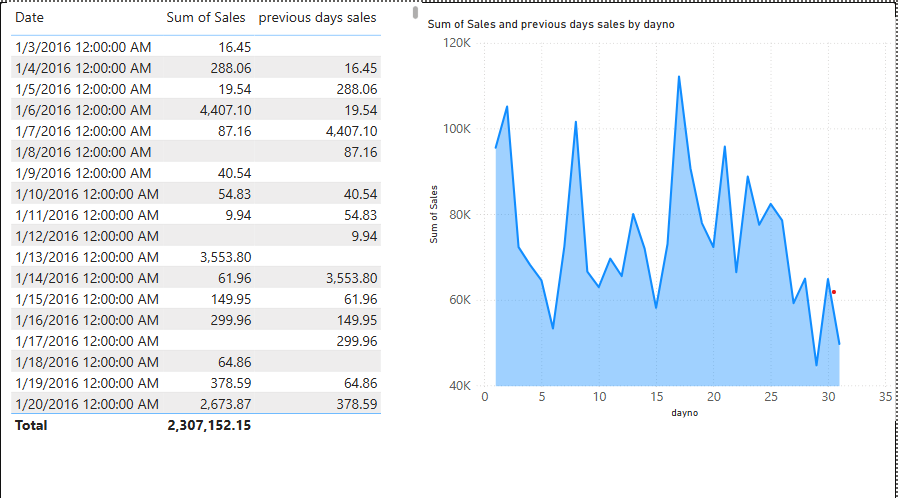 Date Sum of Sales previous days sales
1/3/2016 12:00:00 AM 16.45
1/4/2016 12:00:00 AM 288.06 16.45
1/5/2016 12:00:00 AM 19.54 288.06
1/6/2016 12:00:00 AM 4,407.10 19.54
1/7/2016 12:00:00 AM 87.16 4,407.10
1/8/2016 12:00:00 AM 87.16
1/9/2016 12:00:00 AM 40.54
1/10/2016 12:00:00 AM 54.83 40.54
1/11/2016 12:00:00 AM 9.94 54.83
1/12/2016 12:00:00 AM 9.94
1/13/2016 12:00:00 AM 3,553.80
1/14/2016 12:00:00 AM 61.96 3,553.80
1/15/2016 12:00:00 AM 149.95 61.96
1/16/2016 12:00:00 AM 299.96 149.95
1/17/2016 12:00:00 AM 299.96
1/18/2016 12:00:00 AM 64.86
1/19/2016 12:00:00 AM 378.59 64.86
1/20/2016 12:00:00 AM 2,673.87 378.59
Total 2,307,152.15
Sum of Sales and previous days sales by dayno
120K
100K
80K
60K
40K
Sum of Sales
0 5 10 15 20 25 30 35
dayno